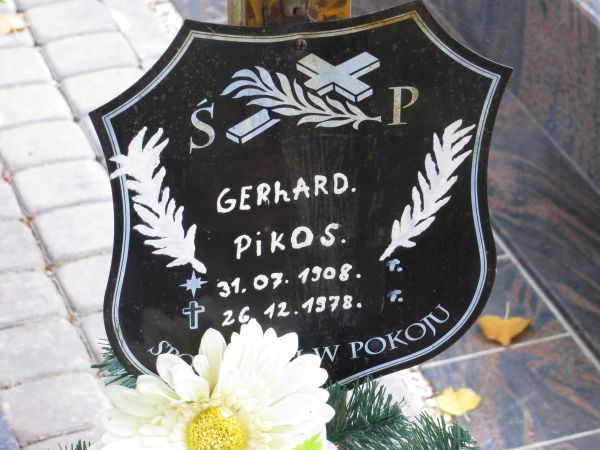 Ś P
GERhARD.
PiKOS.
31.07.1908. r.
26.12.1978. r.
W POKOJU